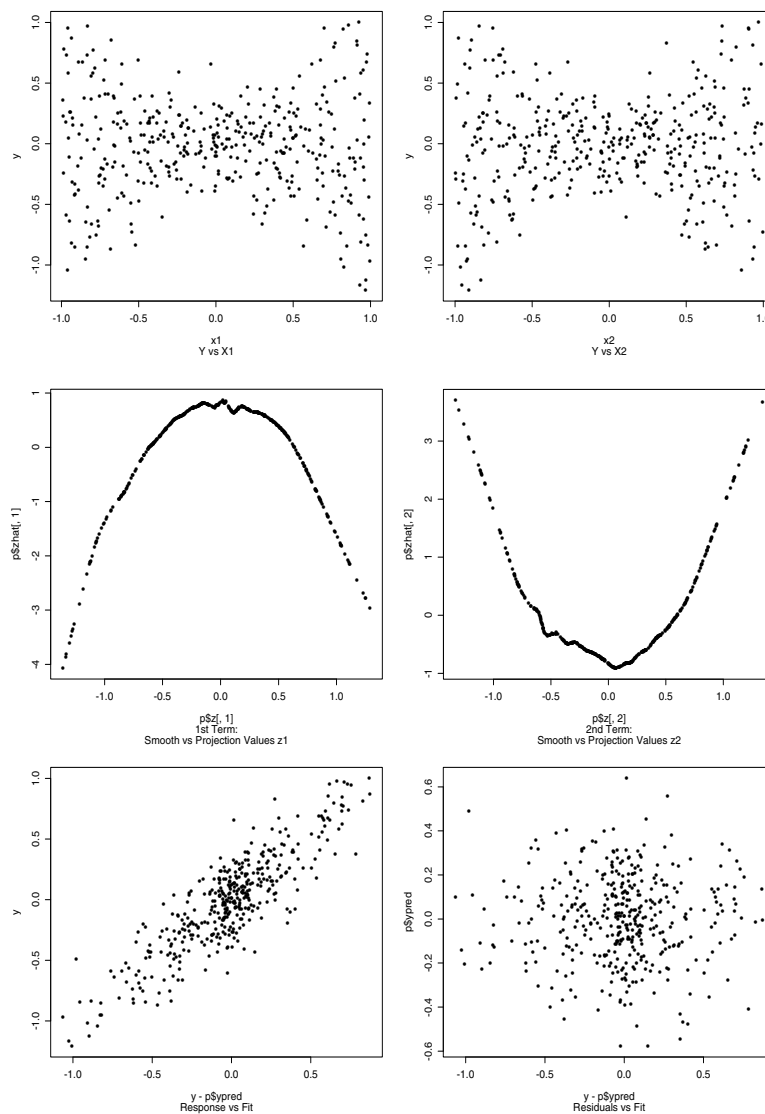 1.0
0.5
0.0
-0.5
-1.0
y
-1.0 -0.5 0.0 0.5 1.0
x1
Y vs X1
1.0
0.5
0.0
-0.5
-1.0
y
-1.0 -0.5 0.0 0.5 1.0
x2
Y vs X2
1
0
-1
-2
-3
-4
p$zhat[, 1]
-1.0 -0.5 0.0 0.5 1.0
p$z[, 1]
1st Term:
Smooth vs Projection Values z1
3
2
1
0
-1
p$zhat[, 2]
-1.0 -0.5 0.0 0.5 1.0
p$z[, 2]
2nd Term:
Smooth vs Projection Values z2
1.0
0.5
0.0
-0.5
-1.0
y
-1.0 -0.5 0.0 0.5
y - p$ypred
Response vs Fit
0.6
0.4
0.2
0.0
-0.2
-0.4
-0.6
p$ypred
-1.0 -0.5 0.0 0.5
y - p$ypred
Residuals vs Fit